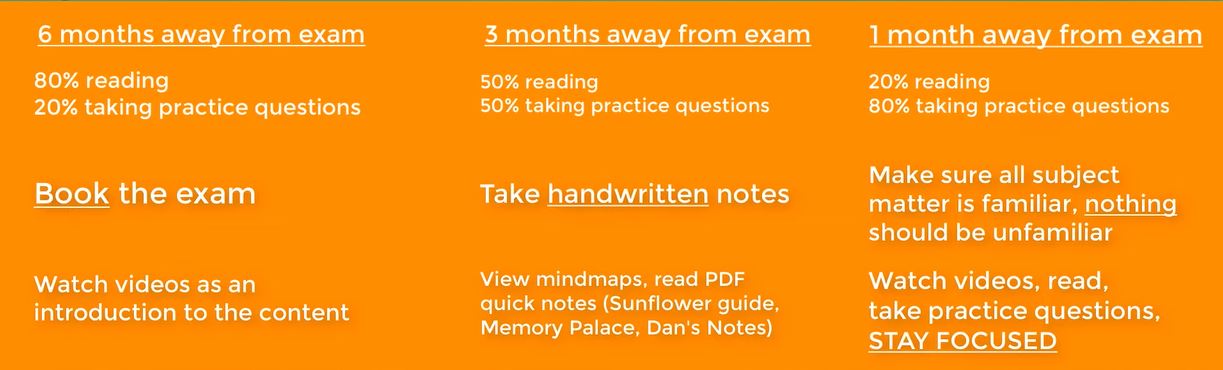 6 months away from exam
80% reading
20% taking practice questions
Book the exam
Watch videos as an
introduction to the content
3 months away from exam
50% reading
50% taking practice questions
Take handwritten notes
View mindmaps, read PDF
quick notes (Sunflower guide,
Memory Palace, Dan's Notes)
1 month away from exam
20% reading
80% taking practice questions
Make sure all subject
matter is familiar, nothing
should be unfamiliar
Watch videos, read,
take practice questions,
STAY FOCUSED